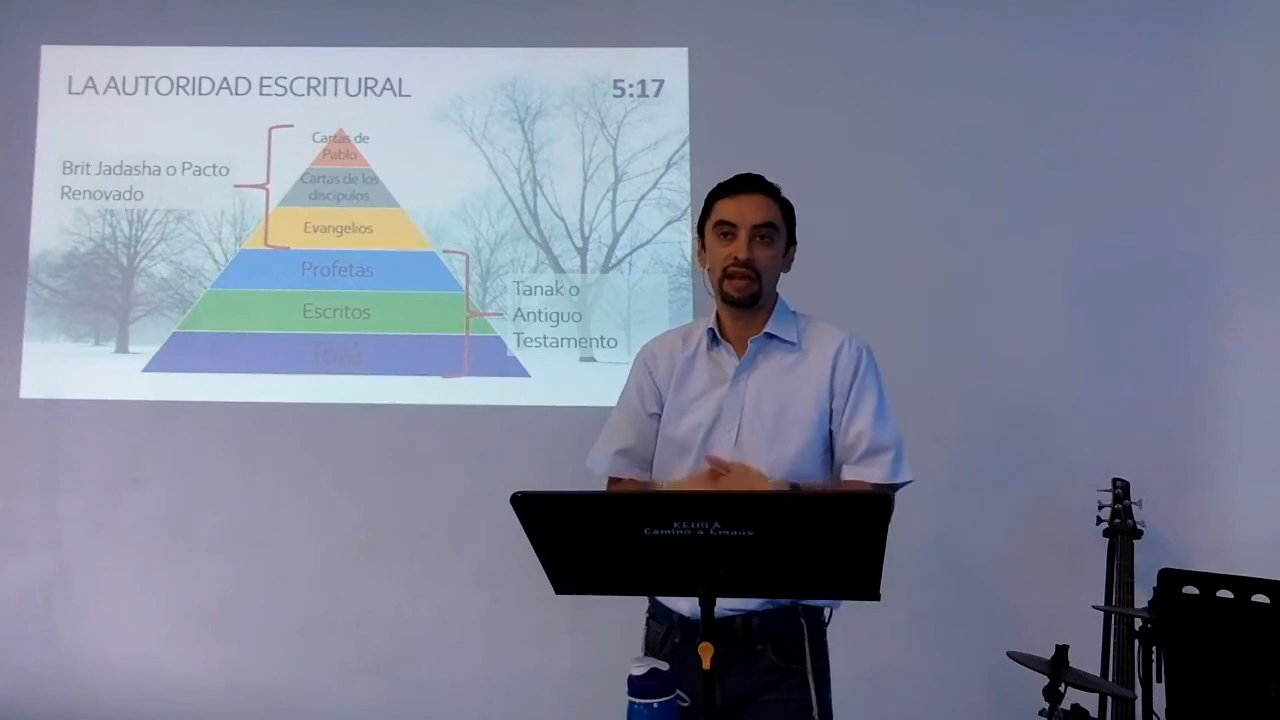 LA AUTORIDAD ESCRITURAL
5:17
Brit Jadasha o Pacto
Renovado
Cartas de
Pablo
Cartas de los
discípulos
Evangelios
Profetas
Escritos
Torá
Tanak o
Antiguo
Testamento
KEHILÁ
Camino a Emaús